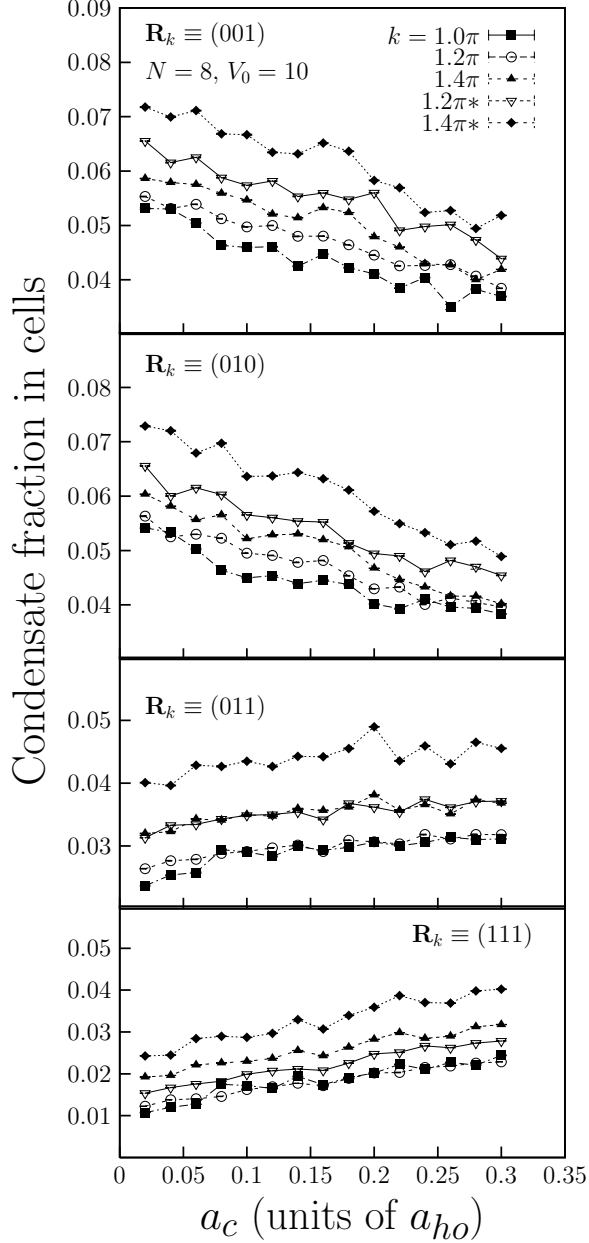 Condensate fraction in cells
0.09
0.08
0.07
0.06
0.05
0.04
R_k ≡ (001)
N = 8, V_0 = 10
k = 1.0π
1.2π
1.4π
1.2π*
1.4π*
0.08
0.07
0.06
0.05
0.04
R_k ≡ (010)
0.05
0.04
0.03
R_k ≡ (011)
0.05
0.04
0.03
0.02
0.01
R_k ≡ (111)
0 0.05 0.1 0.15 0.2 0.25 0.3 0.35
a_c (units of a_ho)